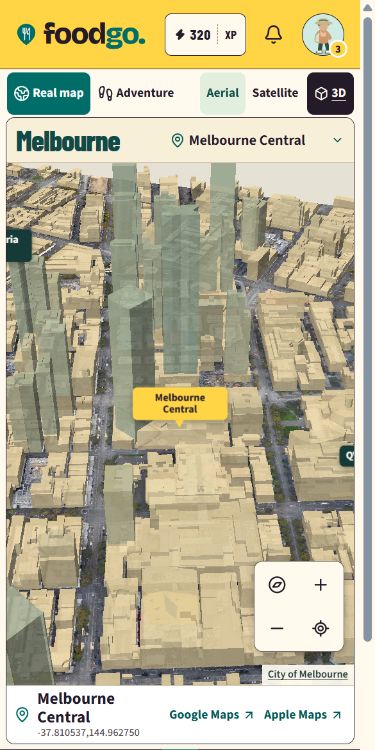 foodgo.
320 XP
3
Real map
Adventure
Aerial
Satellite
3D
Melbourne
Melbourne Central
ria
Melbourne
Central
Q
City of Melbourne
Melbourne
Central
-37.810537,144.962750
Google Maps
Apple Maps